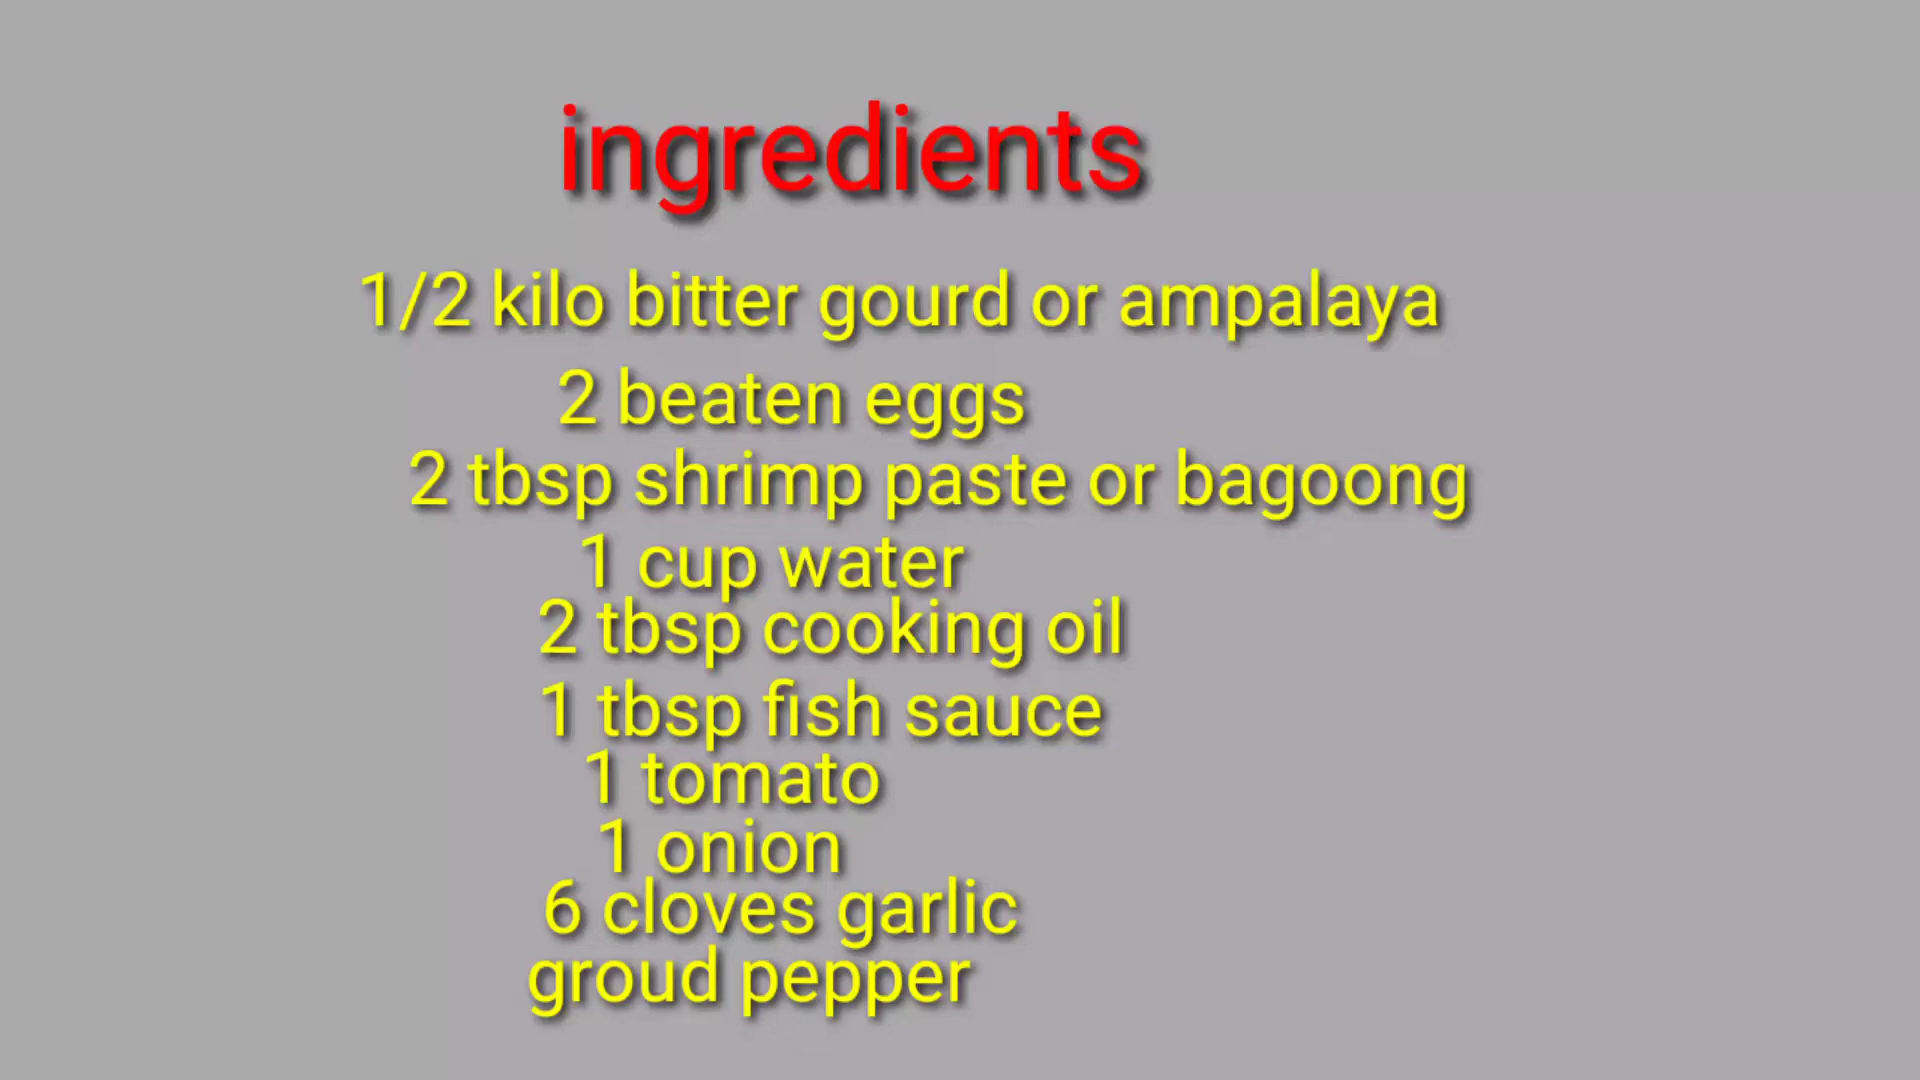 ingredients
1/2 kilo bitter gourd or ampalaya
2 beaten eggs
2 tbsp shrimp paste or bagoong
1 cup water
2 tbsp cooking oil
1 tbsp fish sauce
1 tomato
1 onion
6 cloves garlic
groud pepper